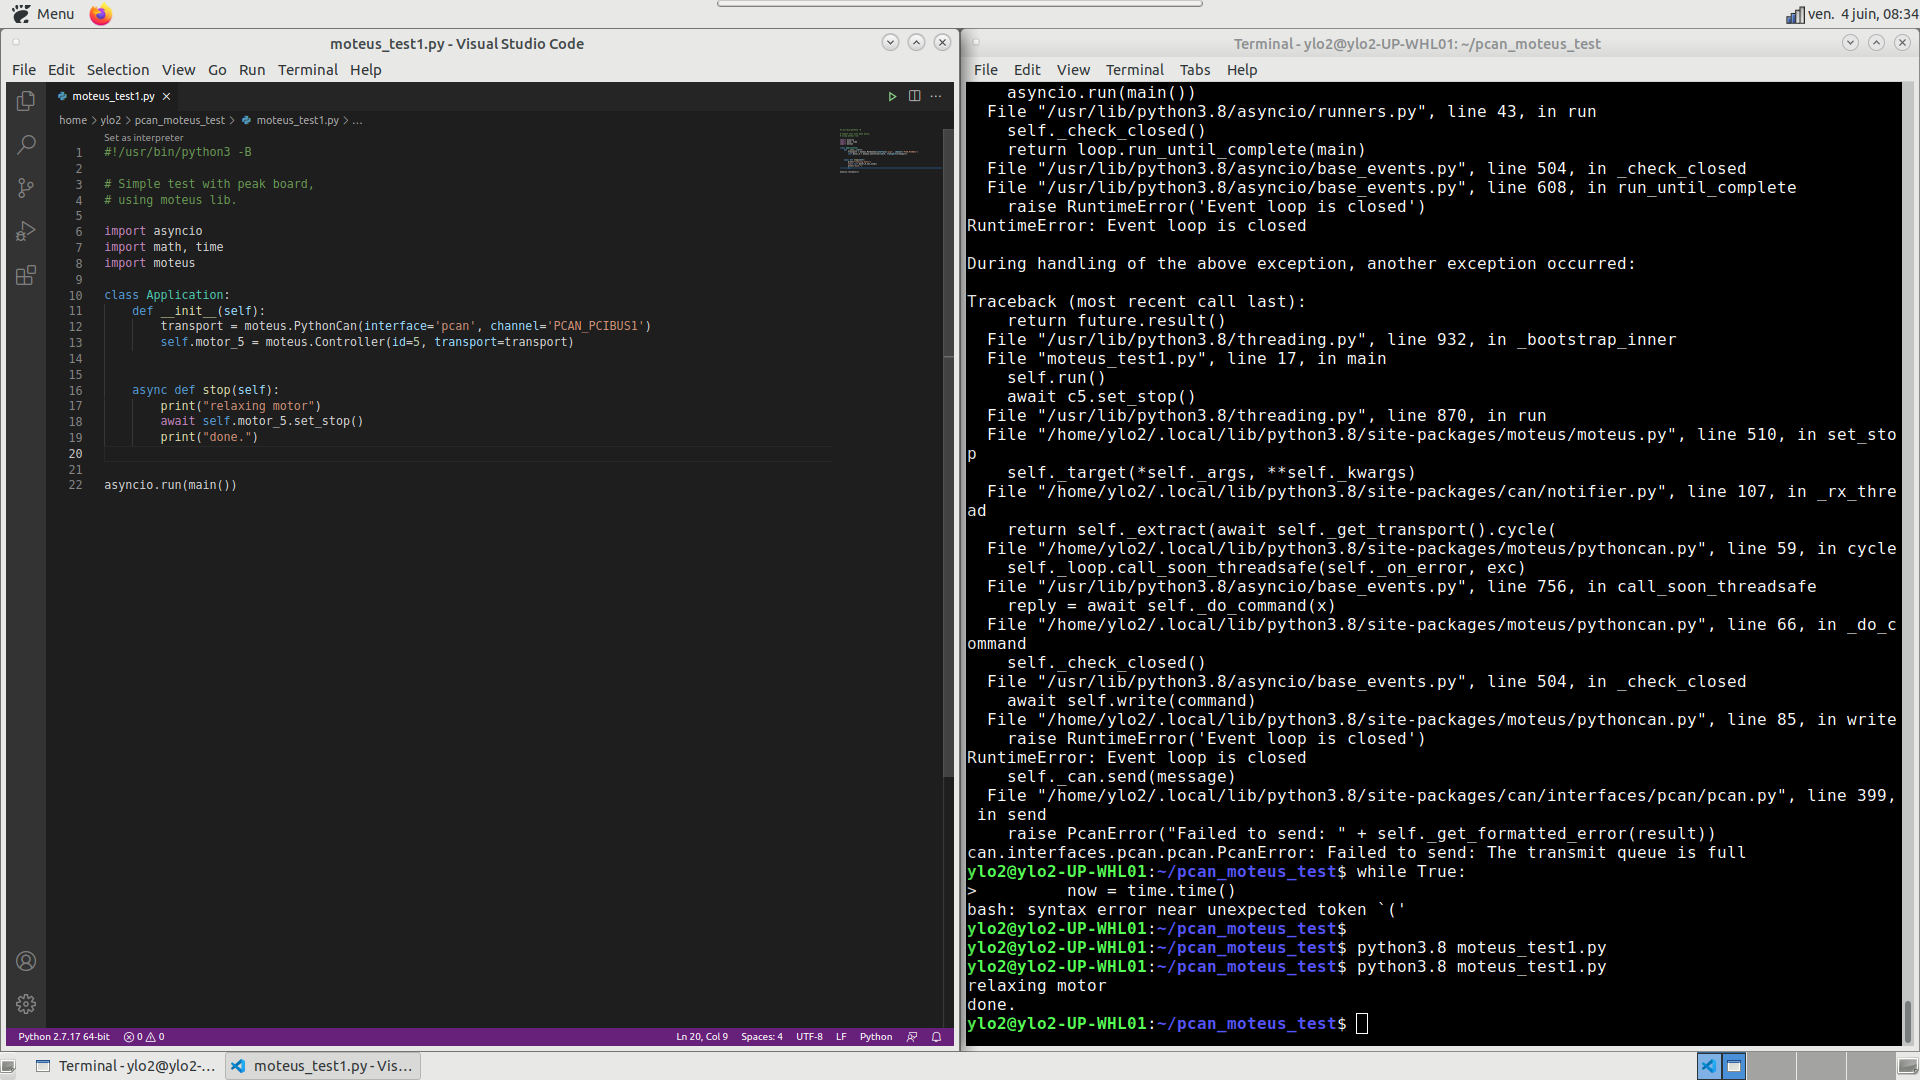 Menu
ven. 4 juin, 08:34
moteus_test1.py - Visual Studio Code
File Edit Selection View Go Run Terminal Help
moteus_test1.py
home > ylo2 > pcan_moteus_test > moteus_test1.py > ...
Set as interpreter
1 #!/usr/bin/python3 -B
2
3 # Simple test with peak board,
4 # using moteus lib.
5
6 import asyncio
7 import math, time
8 import moteus
9
10 class Application:
11 def __init__(self):
12 transport = moteus.PythonCan(interface='pcan', channel='PCAN_PCIBUS1')
13 self.motor_5 = moteus.Controller(id=5, transport=transport)
14
15
16 async def stop(self):
17 print("relaxing motor")
18 await self.motor_5.set_stop()
19 print("done.")
20
21
22 asyncio.run(main())
Python 2.7.17 64-bit 0 0 Ln 20, Col 9 Spaces: 4 UTF-8 LF Python
Terminal - ylo2@ylo2-UP-WHL01: ~/pcan_moteus_test
File Edit View Terminal Tabs Help
asyncio.run(main())
File "/usr/lib/python3.8/asyncio/runners.py", line 43, in run
self._check_closed()
return loop.run_until_complete(main)
File "/usr/lib/python3.8/asyncio/base_events.py", line 504, in _check_closed
File "/usr/lib/python3.8/asyncio/base_events.py", line 608, in run_until_complete
raise RuntimeError('Event loop is closed')
RuntimeError: Event loop is closed
During handling of the above exception, another exception occurred:
Traceback (most recent call last):
return future.result()
File "/usr/lib/python3.8/threading.py", line 932, in _bootstrap_inner
File "moteus_test1.py", line 17, in main
self.run()
await c5.set_stop()
File "/usr/lib/python3.8/threading.py", line 870, in run
File "/home/ylo2/.local/lib/python3.8/site-packages/moteus/moteus.py", line 510, in set_sto
p
self._target(*self._args, **self._kwargs)
File "/home/ylo2/.local/lib/python3.8/site-packages/can/notifier.py", line 107, in _rx_thre
ad
return self._extract(await self._get_transport().cycle(
File "/home/ylo2/.local/lib/python3.8/site-packages/moteus/pythoncan.py", line 59, in cycle
self._loop.call_soon_threadsafe(self._on_error, exc)
File "/usr/lib/python3.8/asyncio/base_events.py", line 756, in call_soon_threadsafe
reply = await self._do_command(x)
File "/home/ylo2/.local/lib/python3.8/site-packages/moteus/pythoncan.py", line 66, in _do_c
ommand
self._check_closed()
File "/usr/lib/python3.8/asyncio/base_events.py", line 504, in _check_closed
await self.write(command)
File "/home/ylo2/.local/lib/python3.8/site-packages/moteus/pythoncan.py", line 85, in write
raise RuntimeError('Event loop is closed')
RuntimeError: Event loop is closed
self._can.send(message)
File "/home/ylo2/.local/lib/python3.8/site-packages/can/interfaces/pcan/pcan.py", line 399,
in send
raise PcanError("Failed to send: " + self._get_formatted_error(result))
can.interfaces.pcan.pcan.PcanError: Failed to send: The transmit queue is full
ylo2@ylo2-UP-WHL01:~/pcan_moteus_test$ while True:
> now = time.time()
bash: syntax error near unexpected token `('
ylo2@ylo2-UP-WHL01:~/pcan_moteus_test$
ylo2@ylo2-UP-WHL01:~/pcan_moteus_test$ python3.8 moteus_test1.py
ylo2@ylo2-UP-WHL01:~/pcan_moteus_test$ python3.8 moteus_test1.py
relaxing motor
done.
ylo2@ylo2-UP-WHL01:~/pcan_moteus_test$
Terminal - ylo2@ylo2-...
moteus_test1.py - Vis...